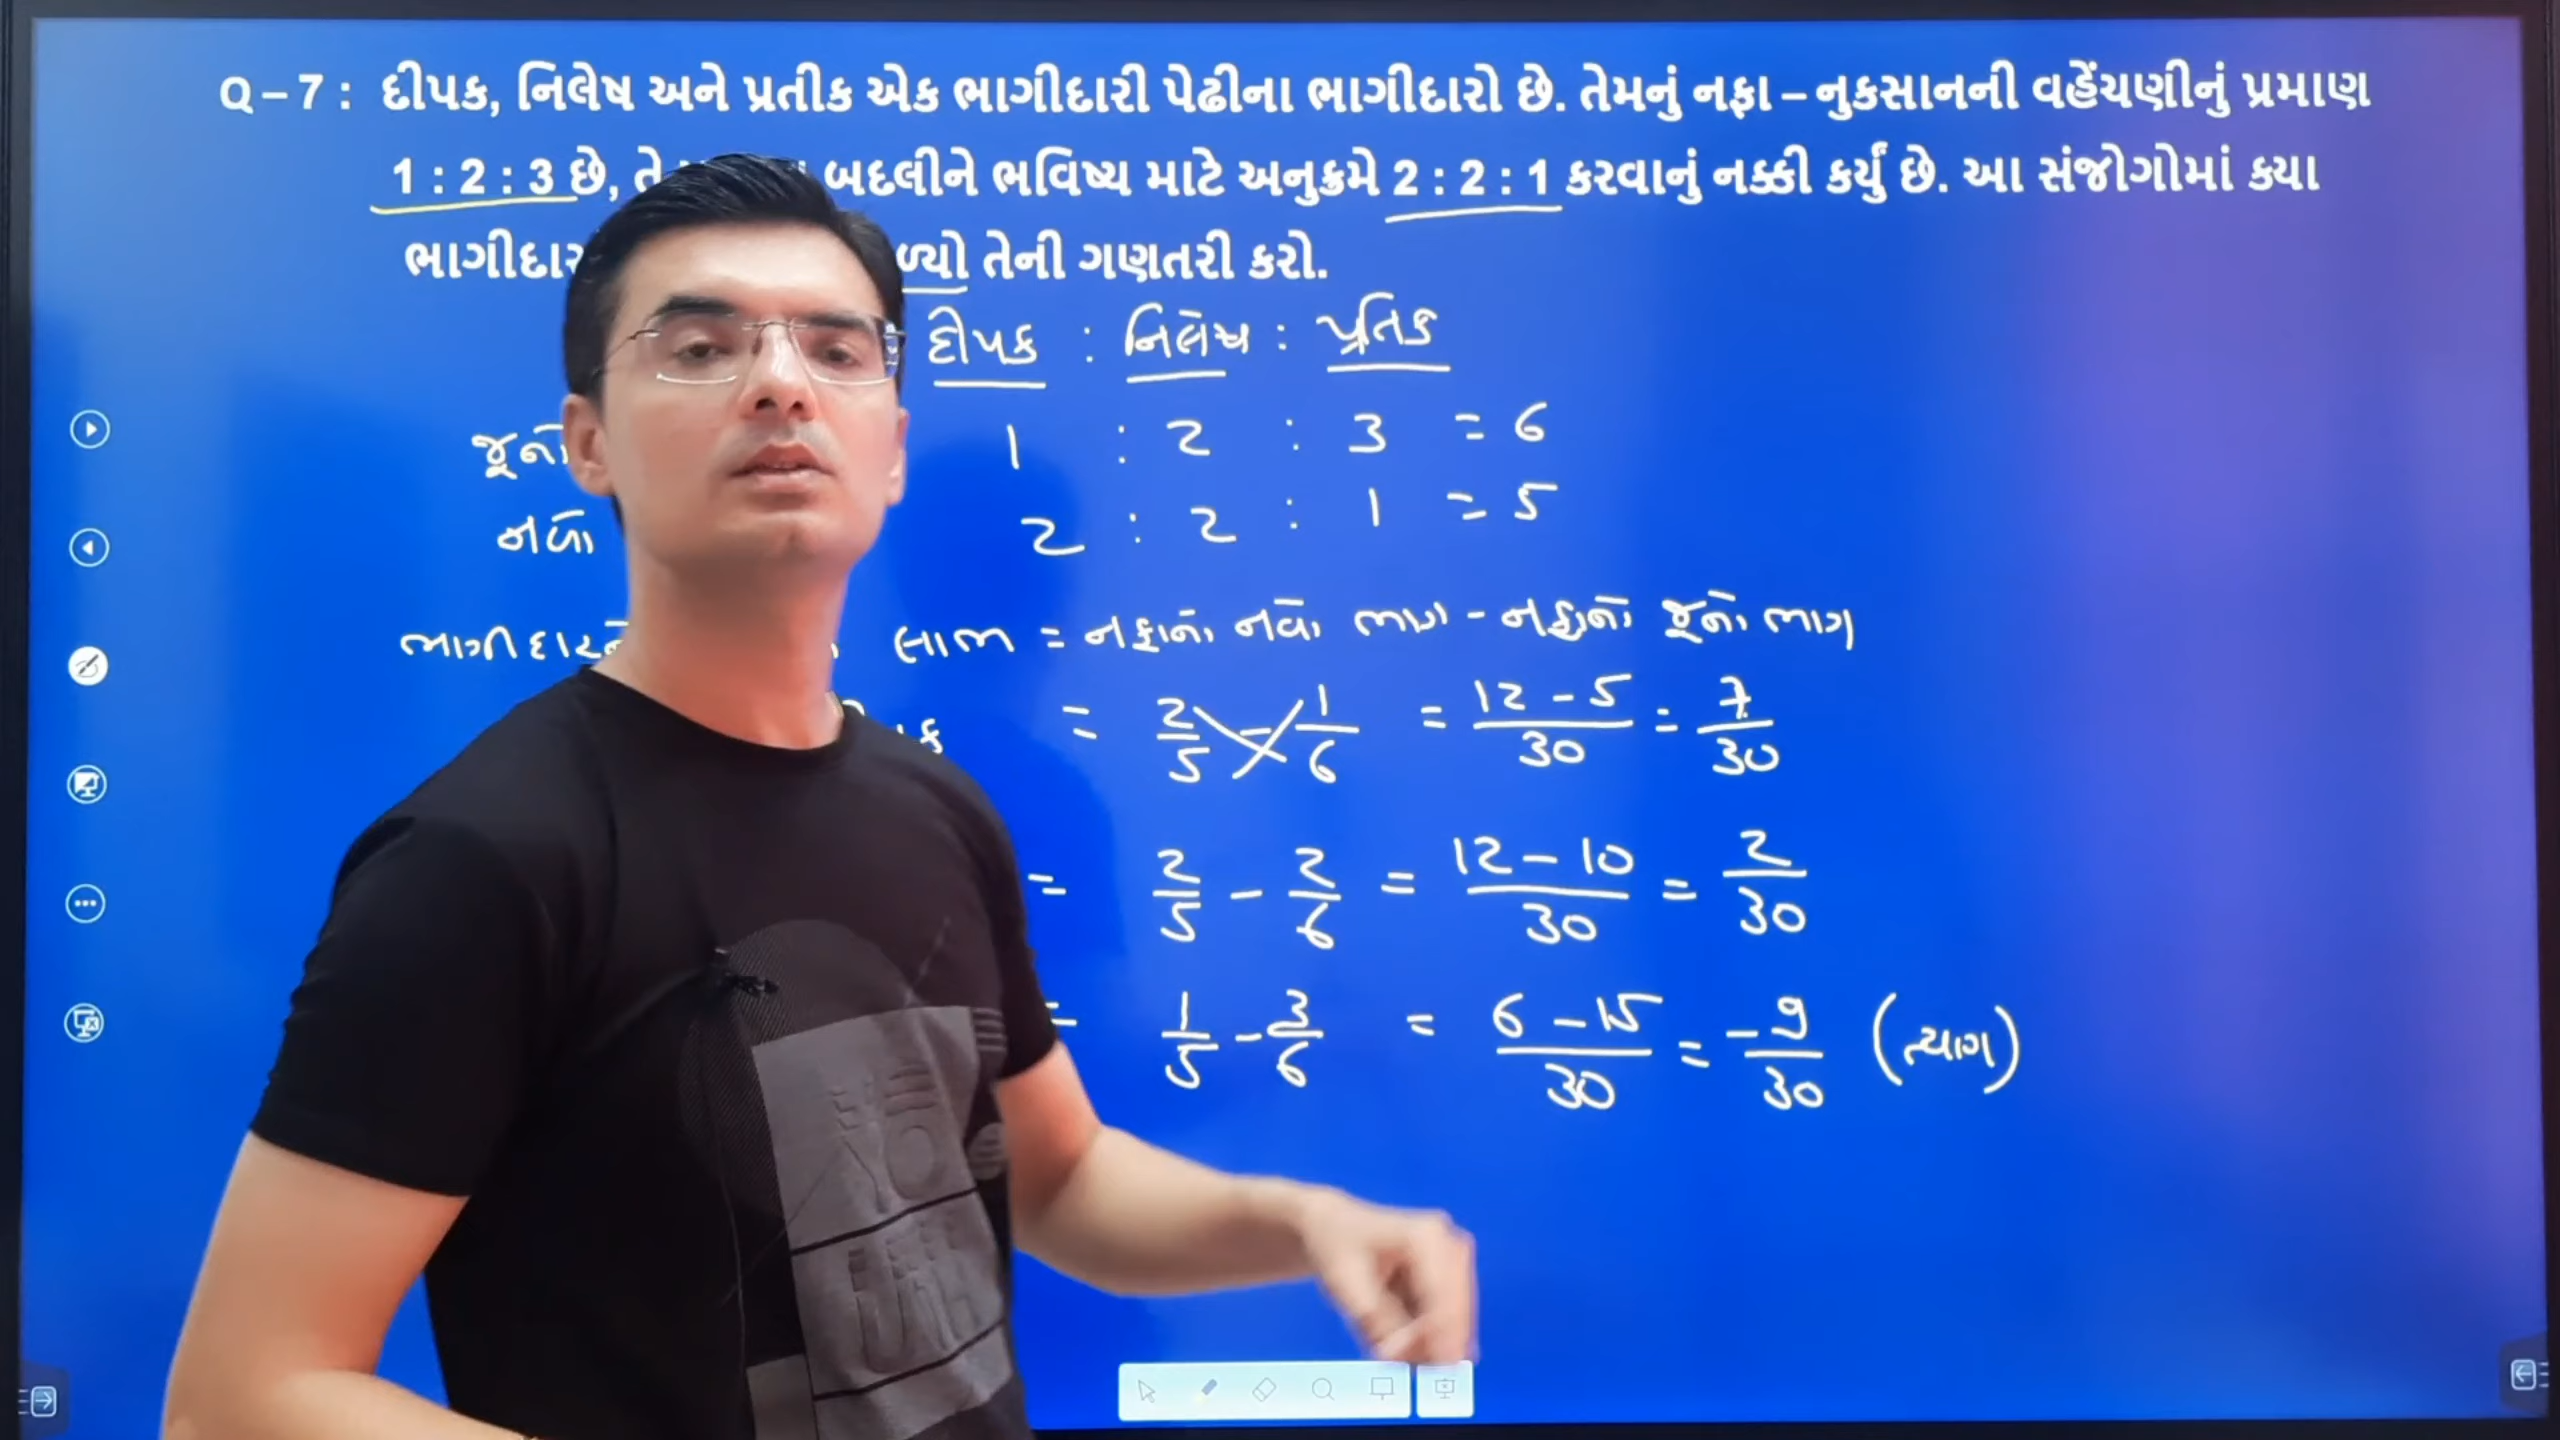 Q – 7 : દીપક, નિલેષ અને પ્રતીક એક ભાગીદારી પેઢીના ભાગીદારો છે. તેમનું નફા – નુકસાનની વહેંચણીનું પ્રમાણ
1 : 2 : 3 છે, બદલીને ભવિષ્ય માટે અનુક્રમે 2 : 2 : 1 કરવાનું નક્કી કર્યું છે. આ સંજોગોમાં કયા
તેની ગણતરી કરો.
દીપક : નિલેષ : પ્રતિક
1 : 2 : 3 = 6
નવો 2 : 2 : 1 = 5
લાભ = નફાનો નવો ભાગ - નફાનો જૂનો ભાગ
= 2/5 - 1/6 = 12 - 5/30 = 7/30
= 2/5 - 2/6 = 12 - 10/30 = 2/30
= 1/5 - 3/6 = 6 - 15/30 = -9/30 (ત્યાગ)